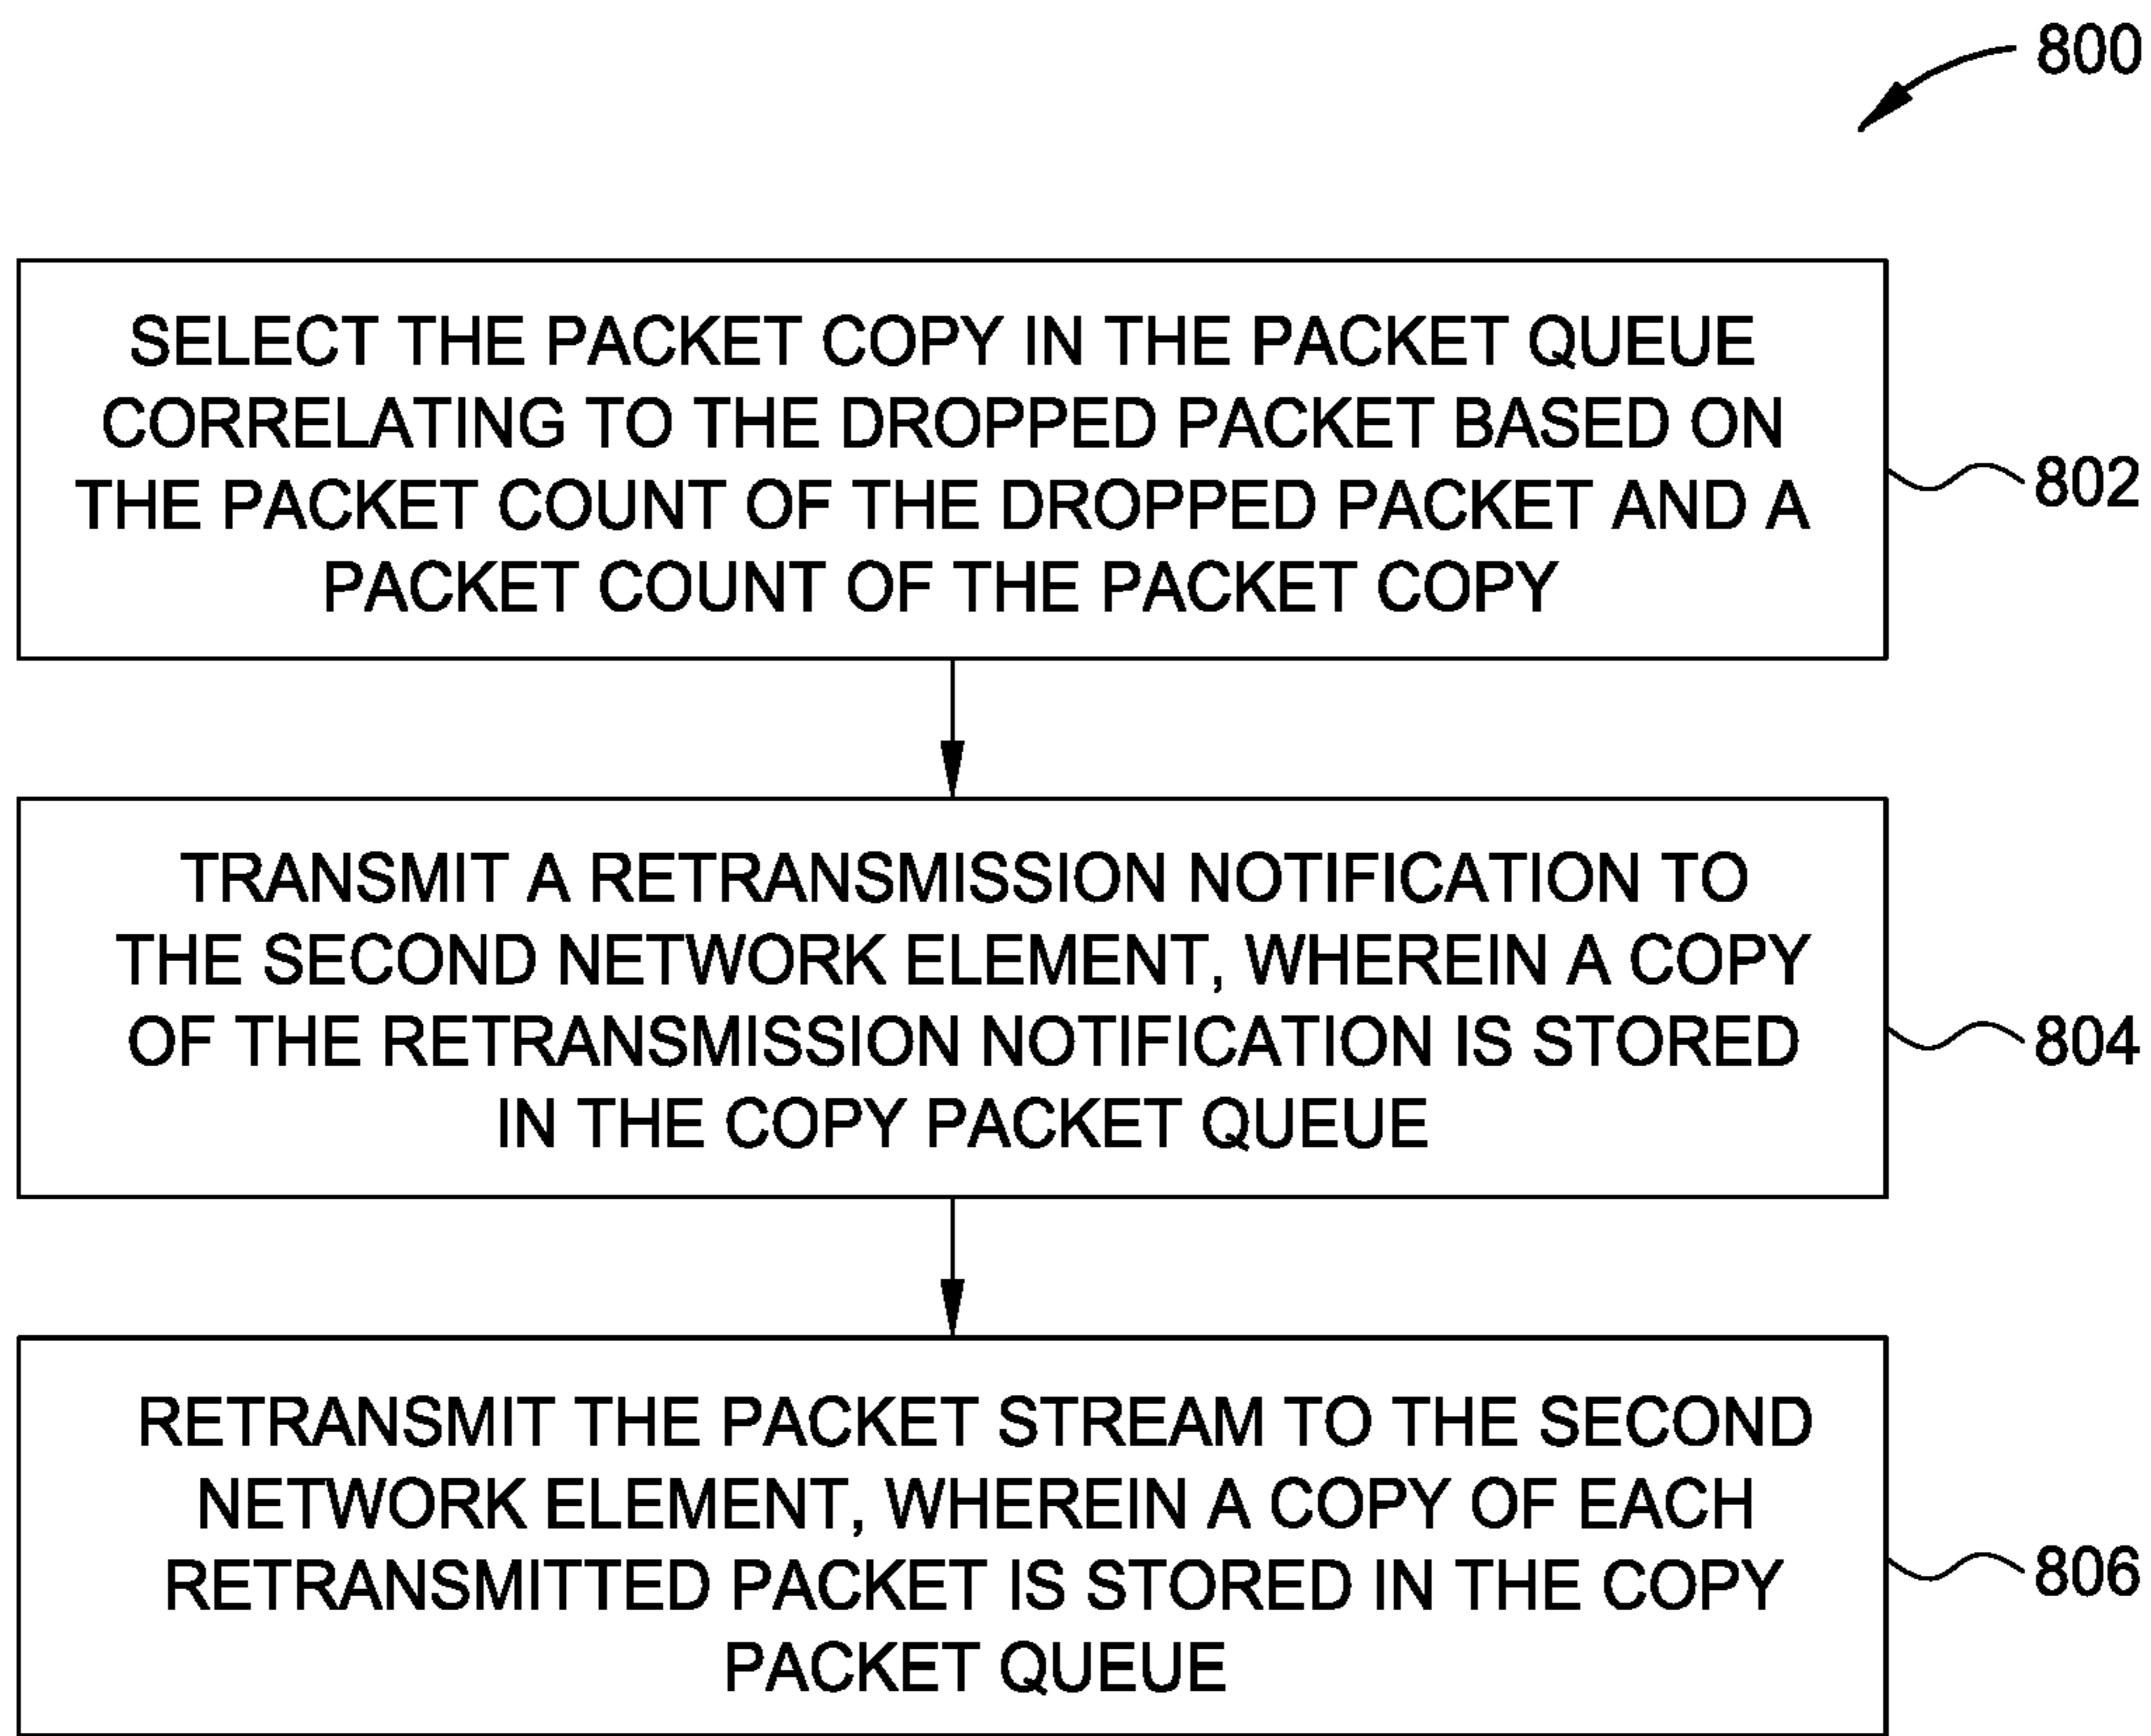 800
SELECT THE PACKET COPY IN THE PACKET QUEUE
CORRELATING TO THE DROPPED PACKET BASED ON
THE PACKET COUNT OF THE DROPPED PACKET AND A
PACKET COUNT OF THE PACKET COPY
802
TRANSMIT A RETRANSMISSION NOTIFICATION TO
THE SECOND NETWORK ELEMENT, WHEREIN A COPY
OF THE RETRANSMISSION NOTIFICATION IS STORED
IN THE COPY PACKET QUEUE
804
RETRANSMIT THE PACKET STREAM TO THE SECOND
NETWORK ELEMENT, WHEREIN A COPY OF EACH
RETRANSMITTED PACKET IS STORED IN THE COPY
PACKET QUEUE
806